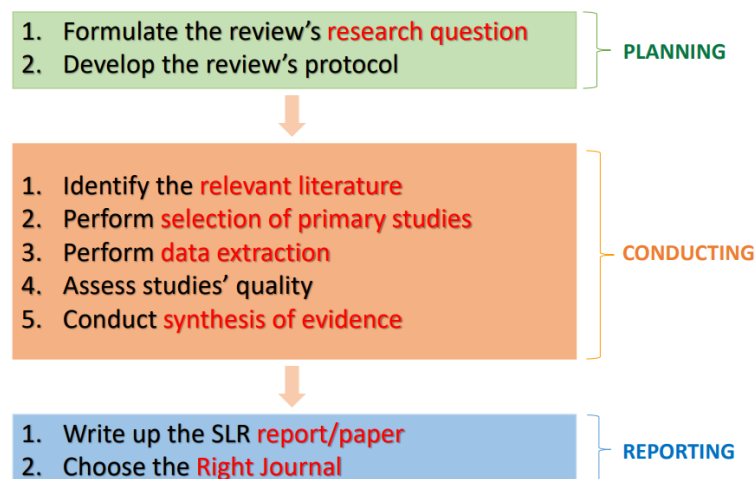 1. Formulate the review's research question
2. Develop the review's protocol
PLANNING
1. Identify the relevant literature
2. Perform selection of primary studies
3. Perform data extraction
4. Assess studies' quality
5. Conduct synthesis of evidence
CONDUCTING
1. Write up the SLR report/paper
2. Choose the Right Journal
REPORTING